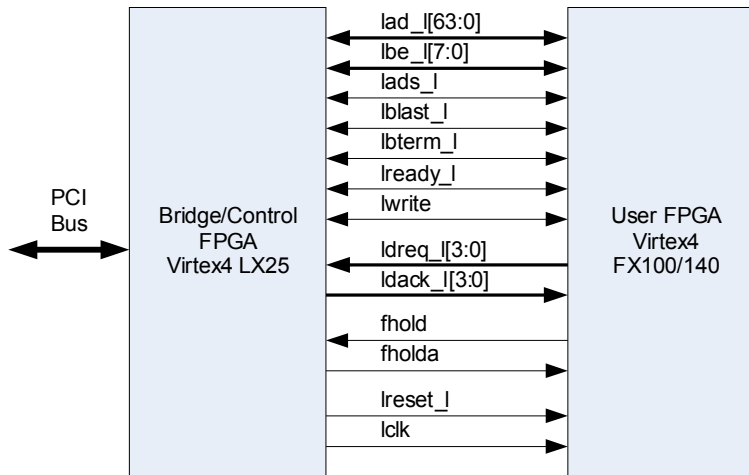 lad_l[63:0]
lbe_l[7:0]
lads_l
lblast_l
lbterm_l
lready_l
lwrite
PCI
Bus
Bridge/Control
FPGA
Virtex4 LX25
User FPGA
Virtex4
FX100/140
ldreq_l[3:0]
ldack_l[3:0]
fhold
fholda
lreset_l
lclk